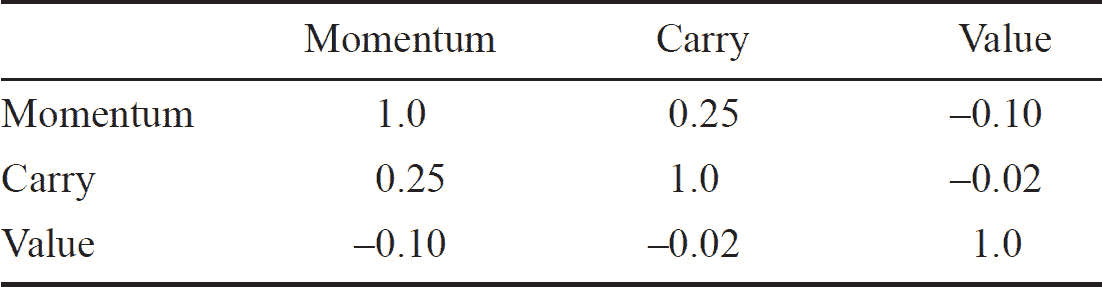 Momentum Carry Value
Momentum 1.0 0.25 –0.10
Carry 0.25 1.0 –0.02
Value –0.10 –0.02 1.0